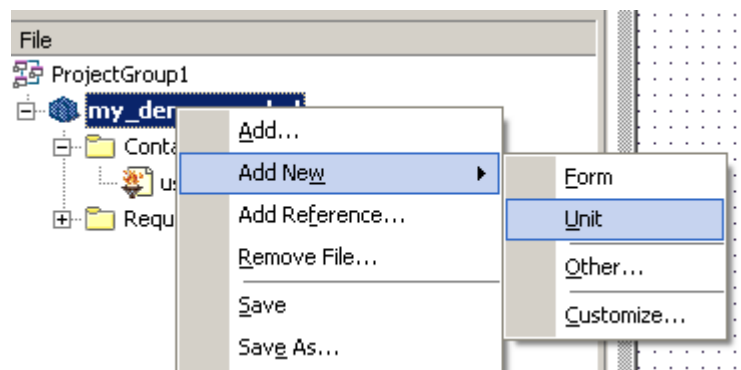 File
ProjectGroup1
Add...
Add New
Form
Unit
Add Reference...
Remove File...
Other...
Save
Customize...
Save As...